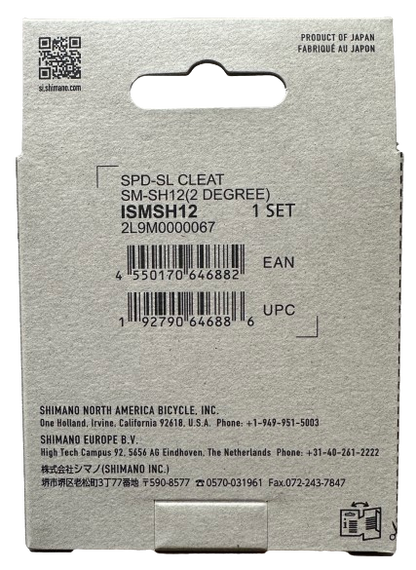 PRODUCT OF JAPAN
FABRIQUÉ AU JAPON
si.shimano.com
SPD-SL CLEAT
SM-SH12(2 DEGREE)
ISMSH12 1 SET
2L9M0000067
4 550170 646882 EAN
1 92790 64688 6 UPC
SHIMANO NORTH AMERICA BICYCLE, INC.
One Holland, Irvine, California 92618, U.S.A. Phone: +1-949-951-5003
SHIMANO EUROPE B.V.
High Tech Campus 92, 5656 AG Eindhoven, The Netherlands Phone: +31-40-261-2222
株式会社シマノ(SHIMANO INC.)
堺市堺区老松町3丁77番地 〒590-8577 ☎0570-031961 Fax.072-243-7847